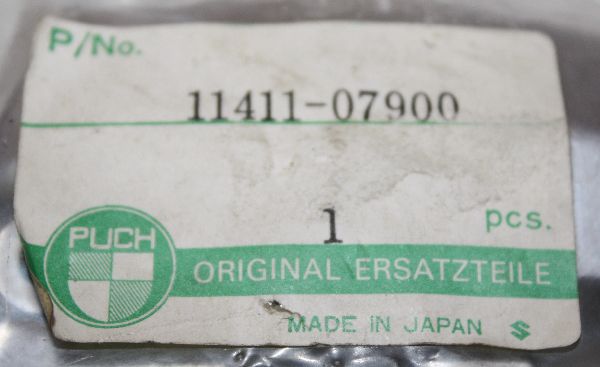 P/No.
11411-07900
1 pcs.
PUCH
ORIGINAL ERSATZTEILE
MADE IN JAPAN S